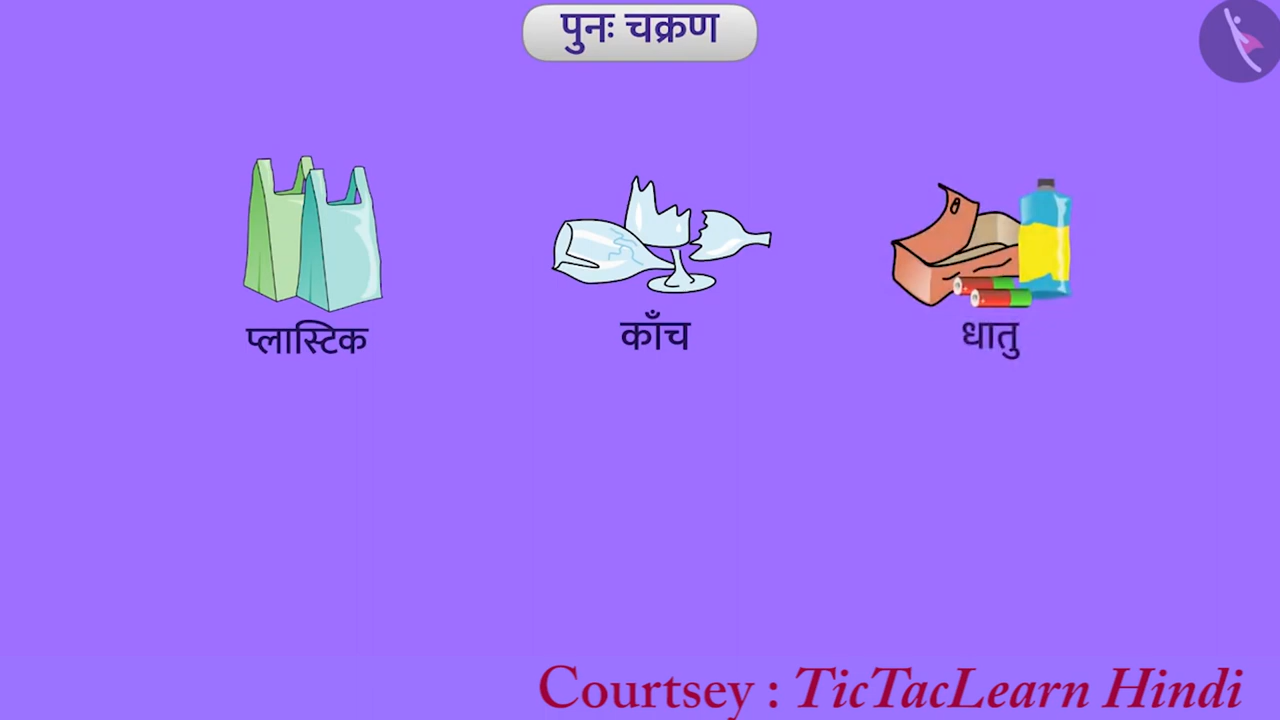 पुनः चक्रण
प्लास्टिक
काँच
धातु
Courtsey : TicTacLearn Hindi